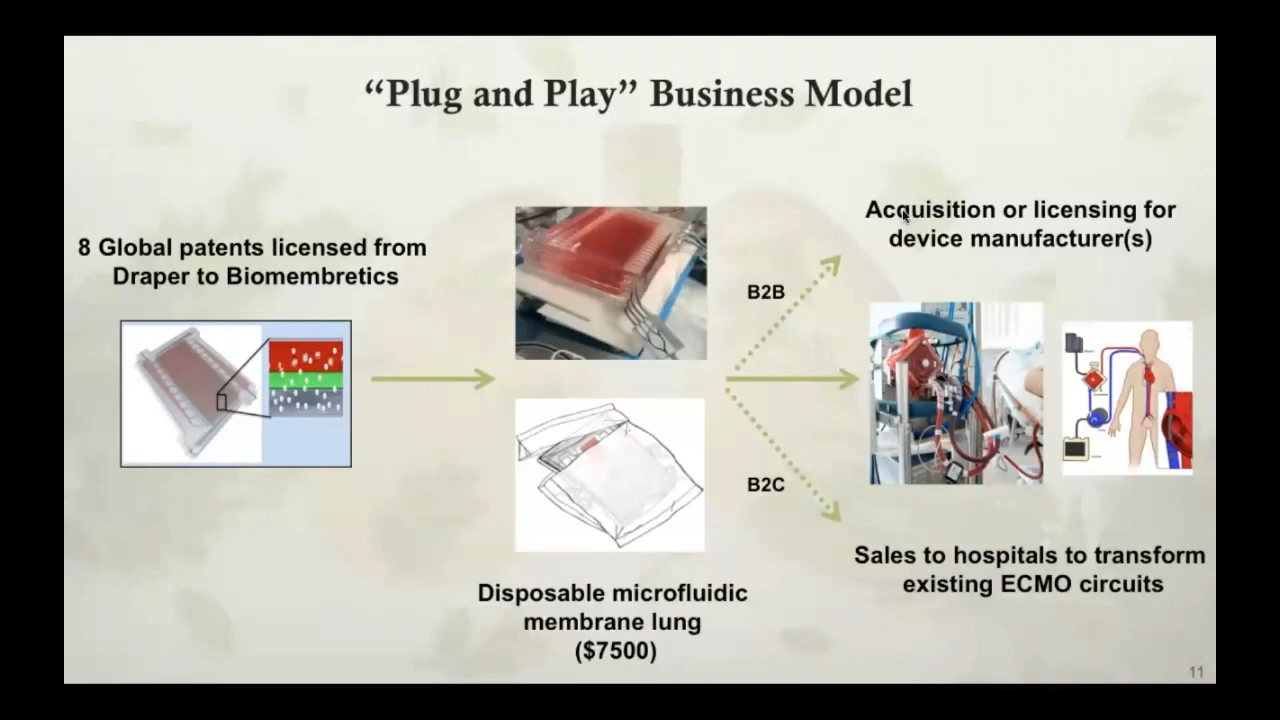 “Plug and Play” Business Model
8 Global patents licensed from
Draper to Biomembretics
Disposable microfluidic
membrane lung
($7500)
B2B
B2C
Acquisition or licensing for
device manufacturer(s)
Sales to hospitals to transform
existing ECMO circuits
11